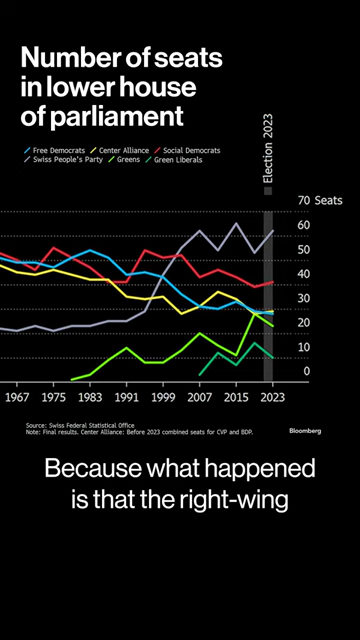 Number of seats
in lower house
of parliament
Free Democrats Center Alliance Social Democrats
Swiss People's Party Greens Green Liberals
Election 2023
70 Seats
60
50
40
30
20
10
0
1967 1975 1983 1991 1999 2007 2015 2023
Source: Swiss Federal Statistical Office
Note: Final results. Center Alliance: Before 2023 combined seats for CVP and BDP.
Bloomberg
Because what happened
is that the right-wing